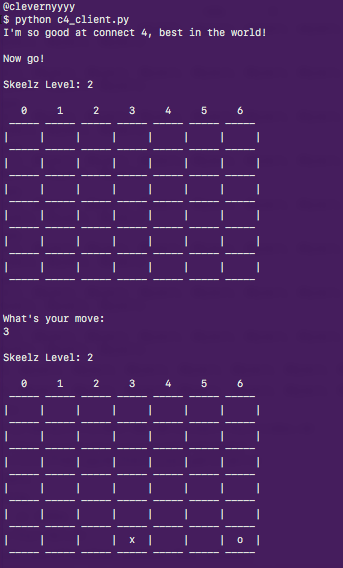 @clevernyyyy
$ python c4_client.py
I'm so good at connect 4, best in the world!
Now go!
Skeelz Level: 2
0 1 2 3 4 5 6
----- ----- ----- ----- ----- ----- -----
| | | | | | | |
----- ----- ----- ----- ----- ----- -----
| | | | | | | |
----- ----- ----- ----- ----- ----- -----
| | | | | | | |
----- ----- ----- ----- ----- ----- -----
| | | | | | | |
----- ----- ----- ----- ----- ----- -----
| | | | | | | |
----- ----- ----- ----- ----- ----- -----
| | | | | | | |
----- ----- ----- ----- ----- ----- -----
What's your move:
3
Skeelz Level: 2
0 1 2 3 4 5 6
----- ----- ----- ----- ----- ----- -----
| | | | | | | |
----- ----- ----- ----- ----- ----- -----
| | | | | | | |
----- ----- ----- ----- ----- ----- -----
| | | | | | | |
----- ----- ----- ----- ----- ----- -----
| | | | | | | |
----- ----- ----- ----- ----- ----- -----
| | | | | | | |
----- ----- ----- ----- ----- ----- -----
| | | | x | | | o |
----- ----- ----- ----- ----- ----- -----